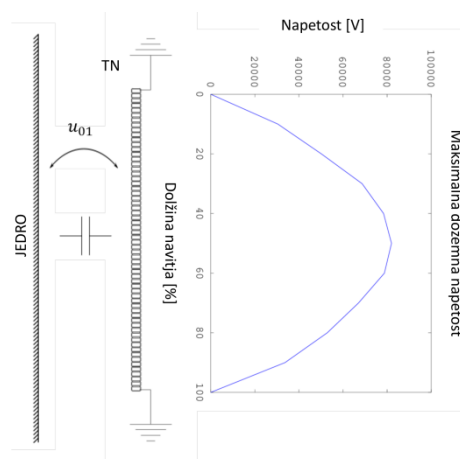 Napetost [V]
0
20000
40000
60000
80000
100000
TN
u01
JEDRO
Dolžina navitja [%]
0
20
40
60
80
100
Maksimalna dozemna napetost